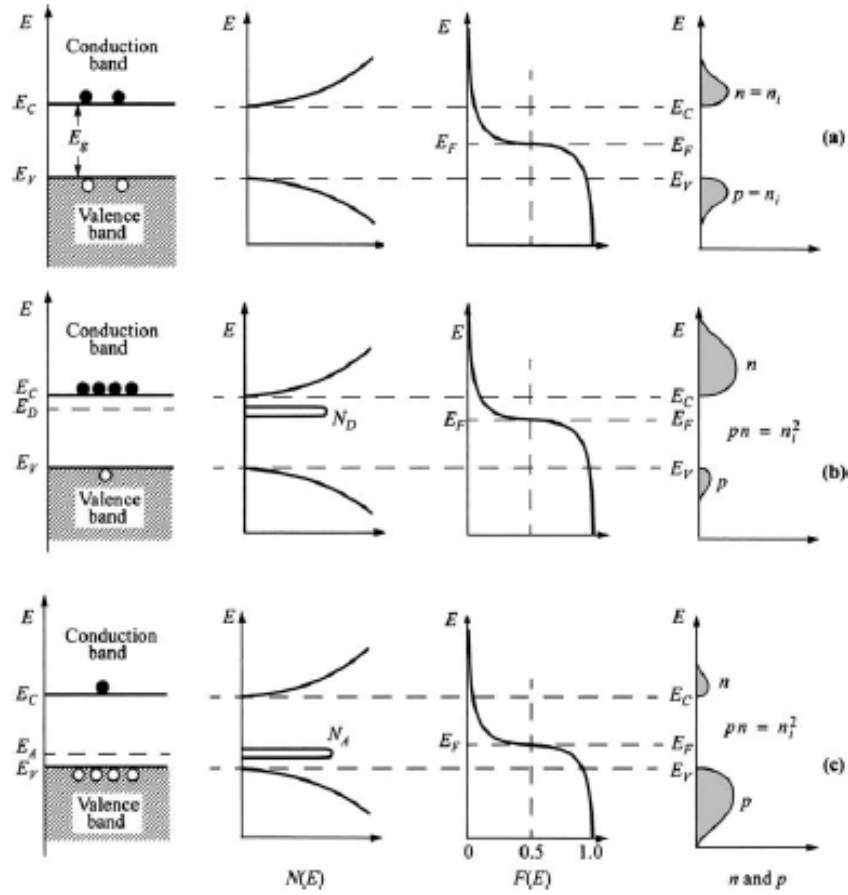 E
E
E
E
Conduction
band
E_C
E_g
E_V
Valence
band
E_F
n = n_i
E_C
E_F
E_V
p = n_i
(a)
E
E
E
E
Conduction
band
E_C
E_D
E_V
Valence
band
N_D
E_F
n
E_C
E_F
pn = n_i^2
E_V
p
(b)
E
E
E
E
Conduction
band
E_C
E_A
E_V
Valence
band
N_A
E_F
n
E_C
pn = n_i^2
E_F
E_V
p
(c)
0 0.5 1.0
N(E) F(E) n and p